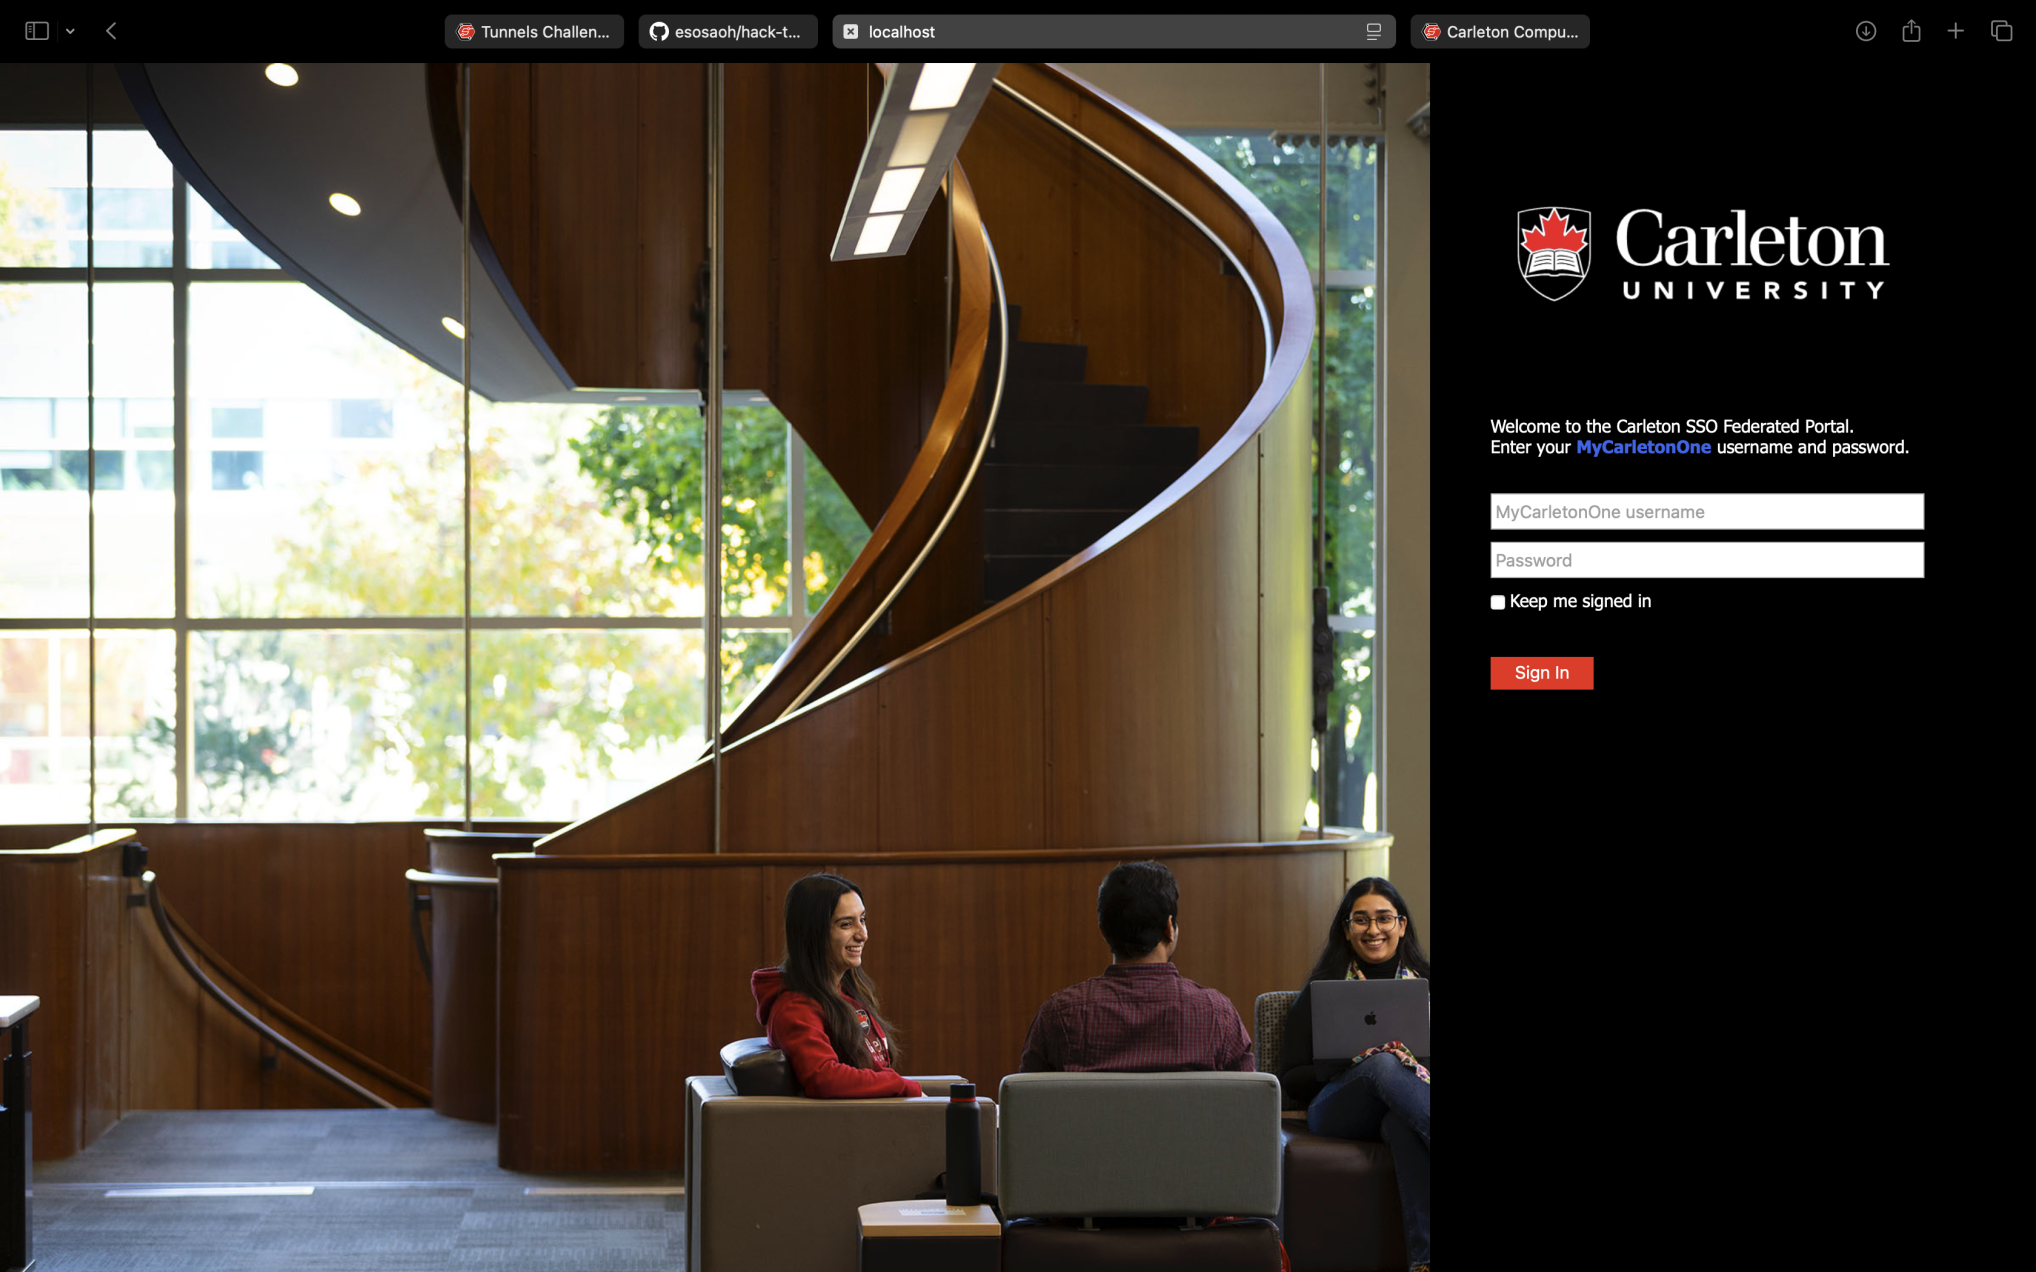 Tunnels Challen...
esosaoh/hack-t...
localhost
Carleton Compu...
Carleton
UNIVERSITY
Welcome to the Carleton SSO Federated Portal.
Enter your MyCarletonOne username and password.
MyCarletonOne username
Password
Keep me signed in
Sign In